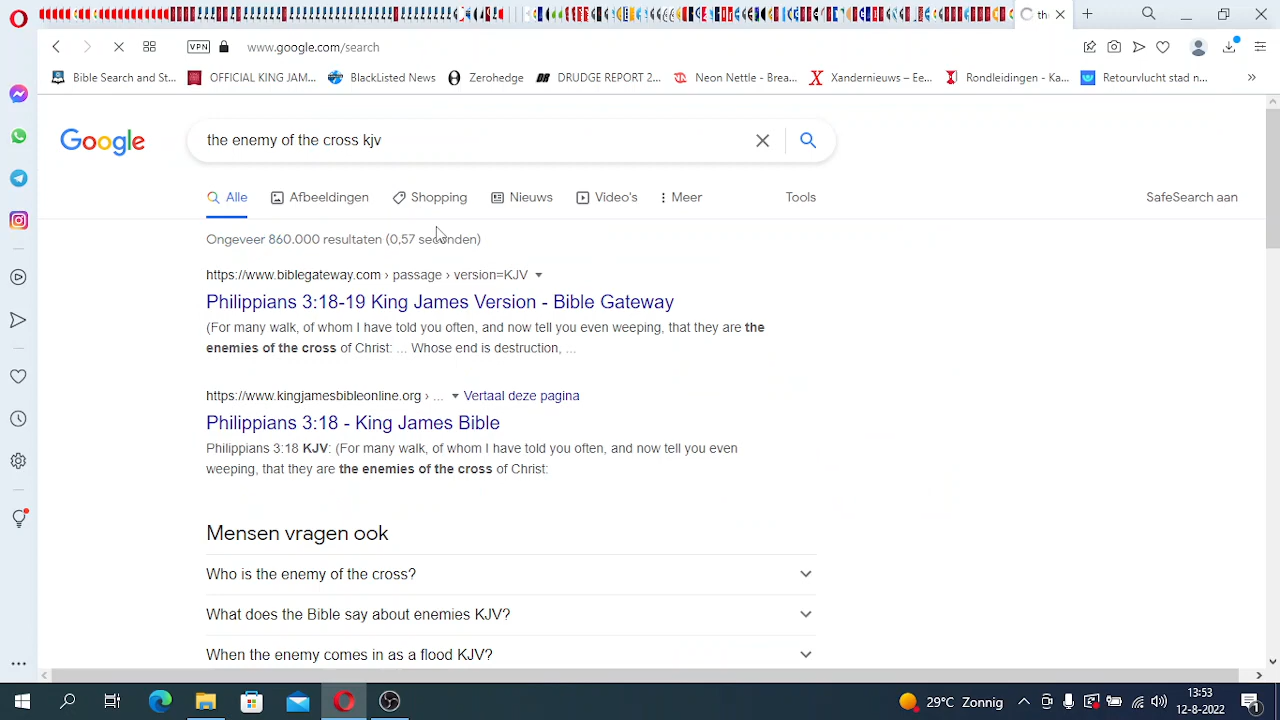 th
VPN
www.google.com/search
Bible Search and St...
OFFICIAL KING JAM...
BlackListed News
Zerohedge
DRUDGE REPORT 2...
Neon Nettle - Brea...
Xandernieuws – Ee...
Rondleidingen - Ka...
Retourvlucht stad n...
Google
the enemy of the cross kjv
Alle
Afbeeldingen
Shopping
Nieuws
Video's
Meer
Tools
SafeSearch aan
Ongeveer 860.000 resultaten (0,57 seconden)
https://www.biblegateway.com › passage › version=KJV
Philippians 3:18-19 King James Version - Bible Gateway
(For many walk, of whom I have told you often, and now tell you even weeping, that they are the
enemies of the cross of Christ: ... Whose end is destruction, ...
https://www.kingjamesbibleonline.org › ... Vertaal deze pagina
Philippians 3:18 - King James Bible
Philippians 3:18 KJV: (For many walk, of whom I have told you often, and now tell you even
weeping, that they are the enemies of the cross of Christ:
Mensen vragen ook
Who is the enemy of the cross?
What does the Bible say about enemies KJV?
When the enemy comes in as a flood KJV?
29°C Zonnig
13:53
12-8-2022
1